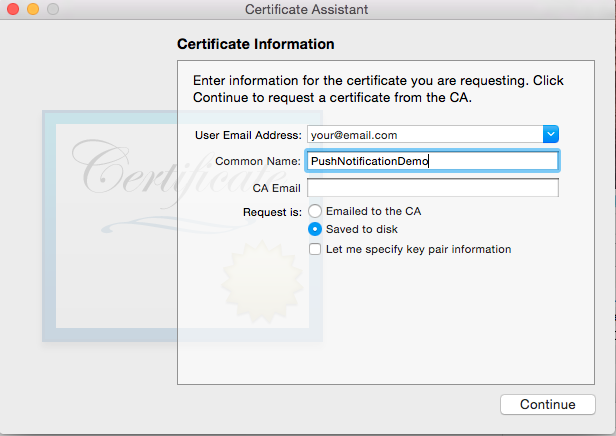 Certificate Assistant
Certificate Information
Enter information for the certificate you are requesting. Click
Continue to request a certificate from the CA.
Certificate
User Email Address: your@email.com
Common Name: PushNotificationDemo
CA Email
Request is: Emailed to the CA
Saved to disk
Let me specify key pair information
Continue